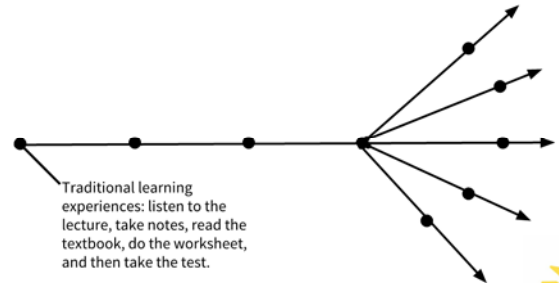 Traditional learning
experiences: listen to the
lecture, take notes, read the
textbook, do the worksheet,
and then take the test.